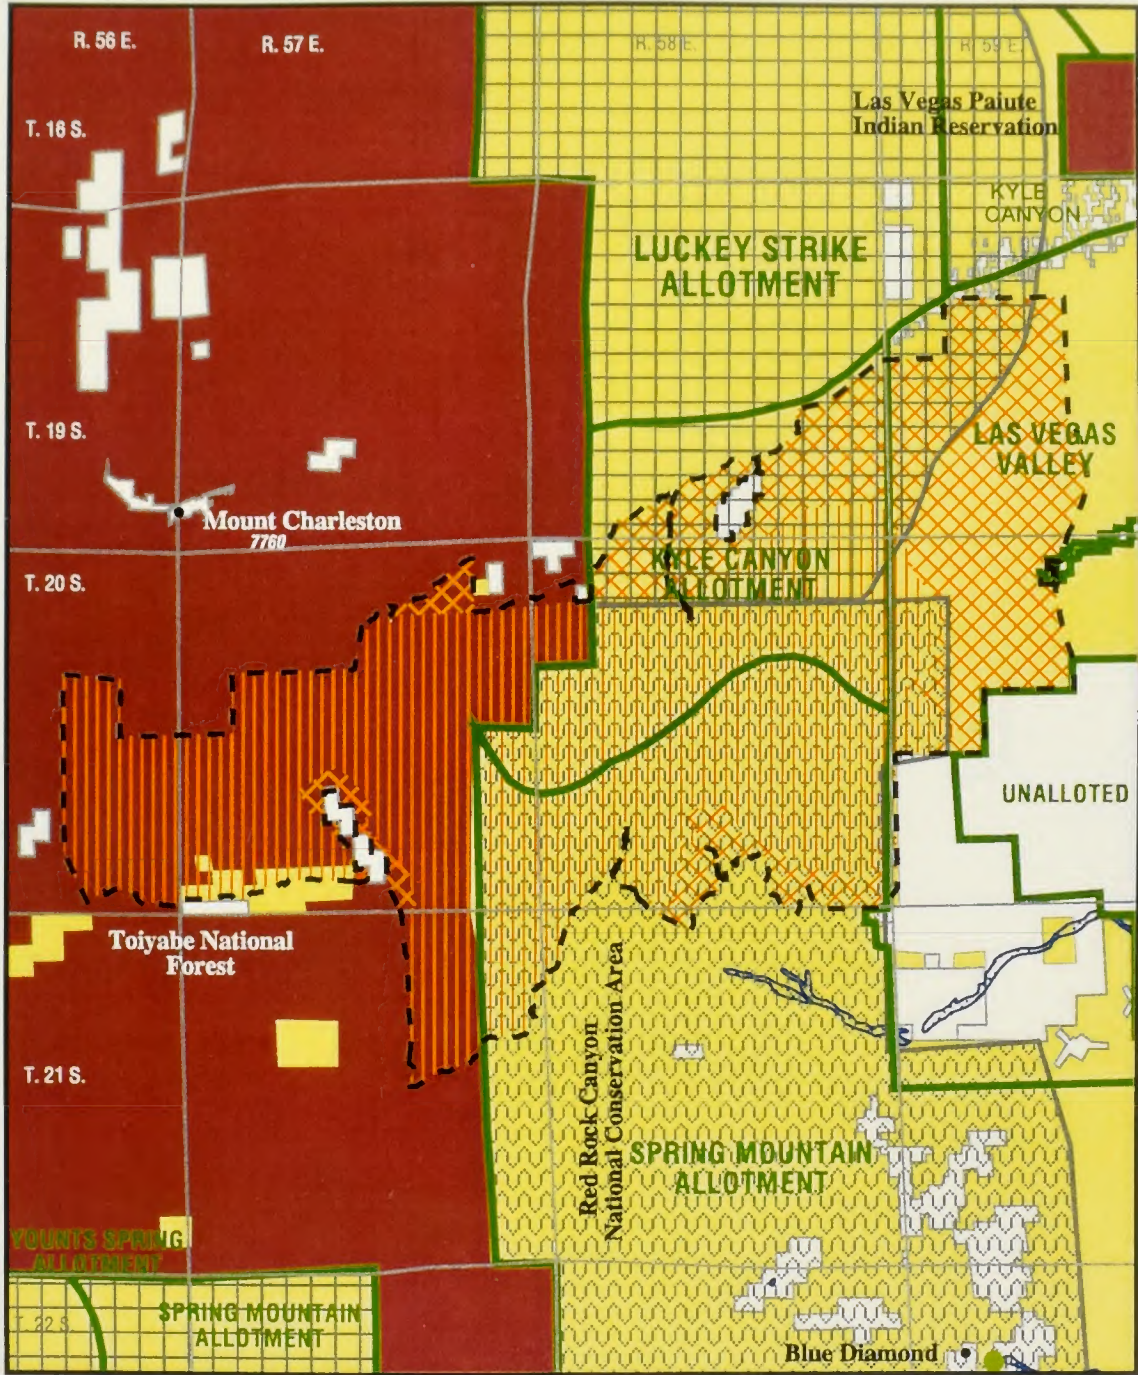 R. 56 E.
R. 57 E.
R. 58 E.
R. 59 E.
T. 16 S.
Las Vegas Paiute
Indian Reservation
KYLE
CANYON
LUCKEY STRIKE
ALLOTMENT
T. 19 S.
LAS VEGAS
VALLEY
Mount Charleston
7760
KYLE CANYON
ALLOTMENT
T. 20 S.
UNALLOTED
Toiyabe National
Forest
Red Rock Canyon
National Conservation Area
T. 21 S.
SPRING MOUNTAIN
ALLOTMENT
YOUNTS SPRING
ALLOTMENT
T. 22 S.
SPRING MOUNTAIN
ALLOTMENT
Blue Diamond